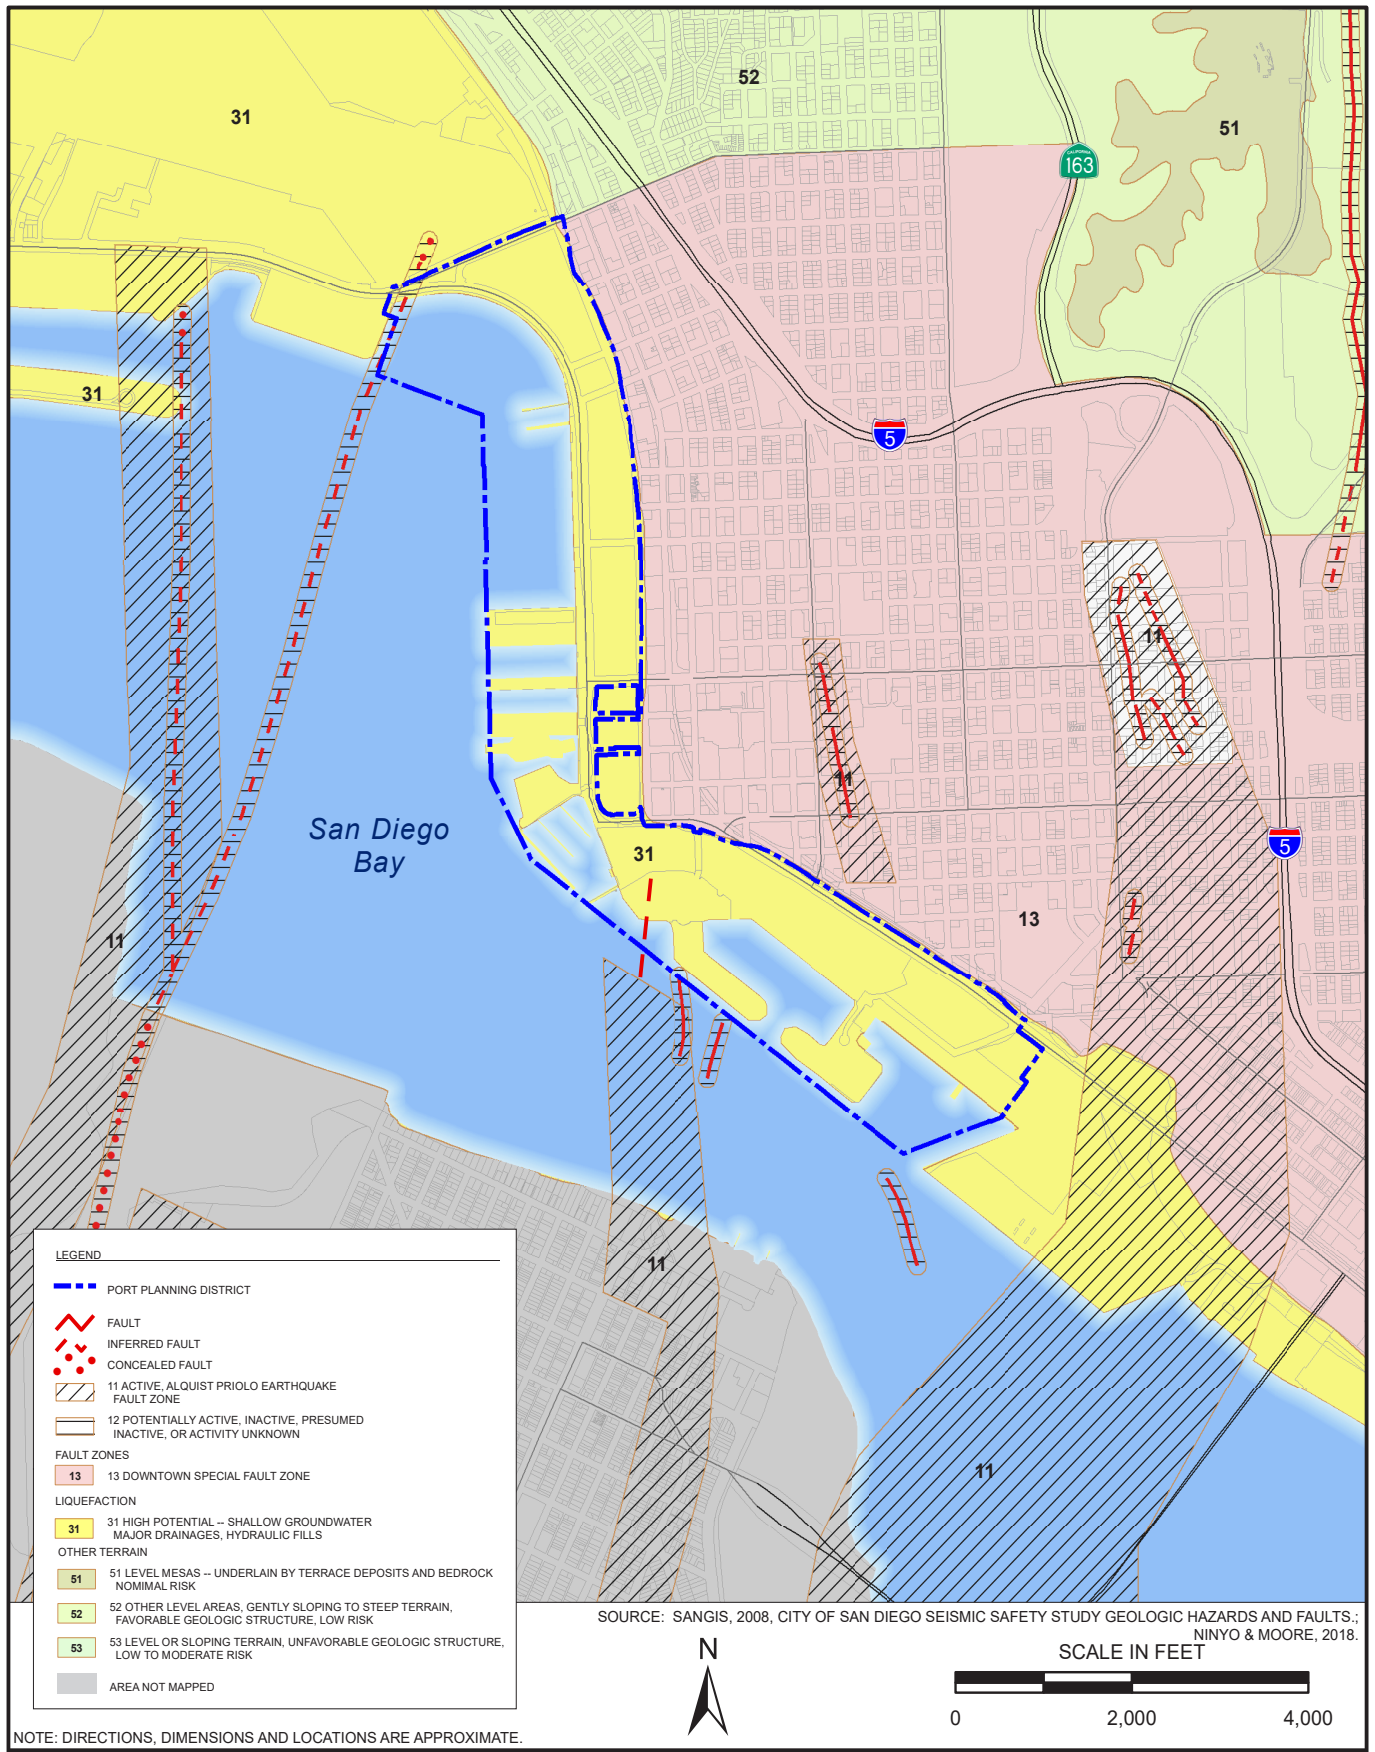 52
31
51
CALIFORNIA
163
31
5
11
11
San Diego
Bay
31
5
13
11
11
11
LEGEND
PORT PLANNING DISTRICT
FAULT
INFERRED FAULT
CONCEALED FAULT
11 ACTIVE, ALQUIST PRIOLO EARTHQUAKE
FAULT ZONE
12 POTENTIALLY ACTIVE, INACTIVE, PRESUMED
INACTIVE, OR ACTIVITY UNKNOWN
FAULT ZONES
13 13 DOWNTOWN SPECIAL FAULT ZONE
LIQUEFACTION
31 31 HIGH POTENTIAL -- SHALLOW GROUNDWATER
MAJOR DRAINAGES, HYDRAULIC FILLS
OTHER TERRAIN
51 51 LEVEL MESAS -- UNDERLAIN BY TERRACE DEPOSITS AND BEDROCK
NOMIMAL RISK
52 52 OTHER LEVEL AREAS, GENTLY SLOPING TO STEEP TERRAIN,
FAVORABLE GEOLOGIC STRUCTURE, LOW RISK
53 53 LEVEL OR SLOPING TERRAIN, UNFAVORABLE GEOLOGIC STRUCTURE,
LOW TO MODERATE RISK
AREA NOT MAPPED
SOURCE: SANGIS, 2008, CITY OF SAN DIEGO SEISMIC SAFETY STUDY GEOLOGIC HAZARDS AND FAULTS.;
NINYO & MOORE, 2018.
N
SCALE IN FEET
0 2,000 4,000
NOTE: DIRECTIONS, DIMENSIONS AND LOCATIONS ARE APPROXIMATE.